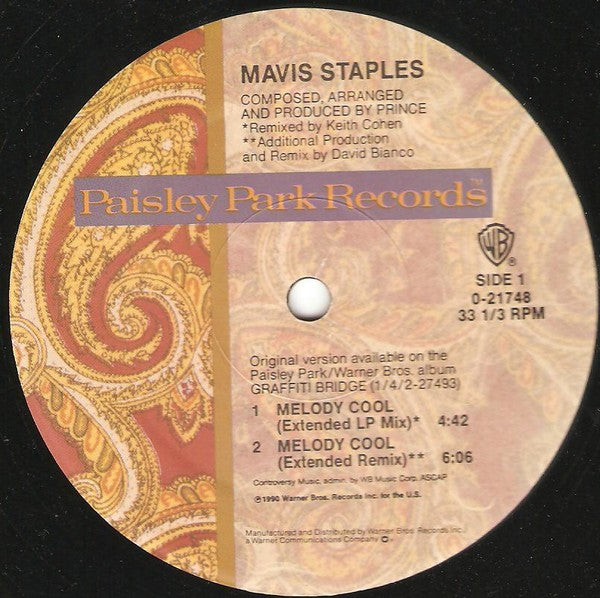 MAVIS STAPLES
COMPOSED, ARRANGED
AND PRODUCED BY PRINCE
*Remixed by Keith Cohen
**Additional Production
and Remix by David Bianco
Paisley Park Records™
WB®
SIDE 1
0-21748
33 1/3 RPM
Original version available on the
Paisley Park/Warner Bros. album
GRAFFITI BRIDGE (1/4/2-27493)
1 MELODY COOL
(Extended LP Mix)* 4:42
2 MELODY COOL
(Extended Remix)** 6:06
Controversy Music, admin. by WB Music Corp. ASCAP
℗©1990 Warner Bros. Records Inc. for the U.S.
Manufactured and Distributed by Warner Bros. Records Inc.,
a Warner Communications Company